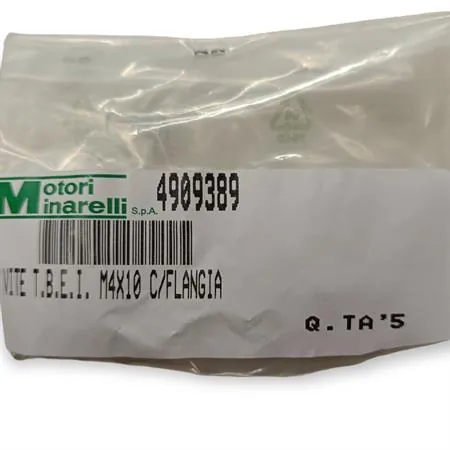 Motori
Minarelli S.p.A. 4909389
VITE T.B.E.I. M4X10 C/FLANGIA
Q.TA'5